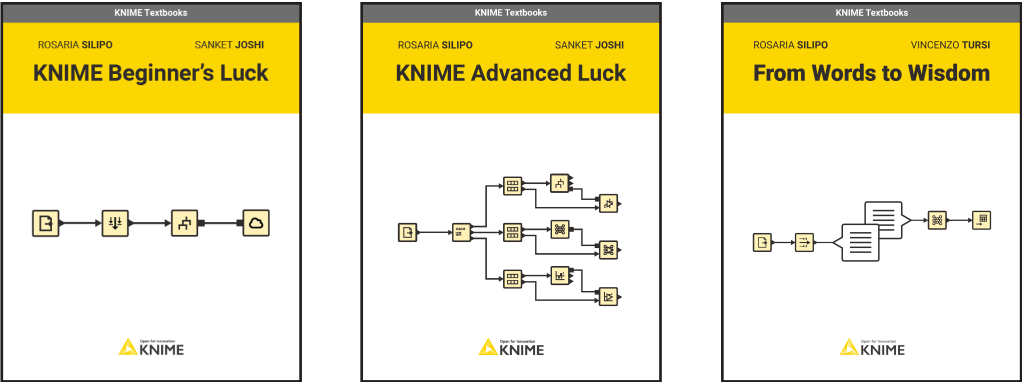 KNIME Textbooks
ROSARIA SILIPO SANKET JOSHI
KNIME Beginner’s Luck
Open for Innovation
KNIME
KNIME Textbooks
ROSARIA SILIPO SANKET JOSHI
KNIME Advanced Luck
Open for Innovation
KNIME
KNIME Textbooks
ROSARIA SILIPO VINCENZO TURSI
From Words to Wisdom
Open for Innovation
KNIME